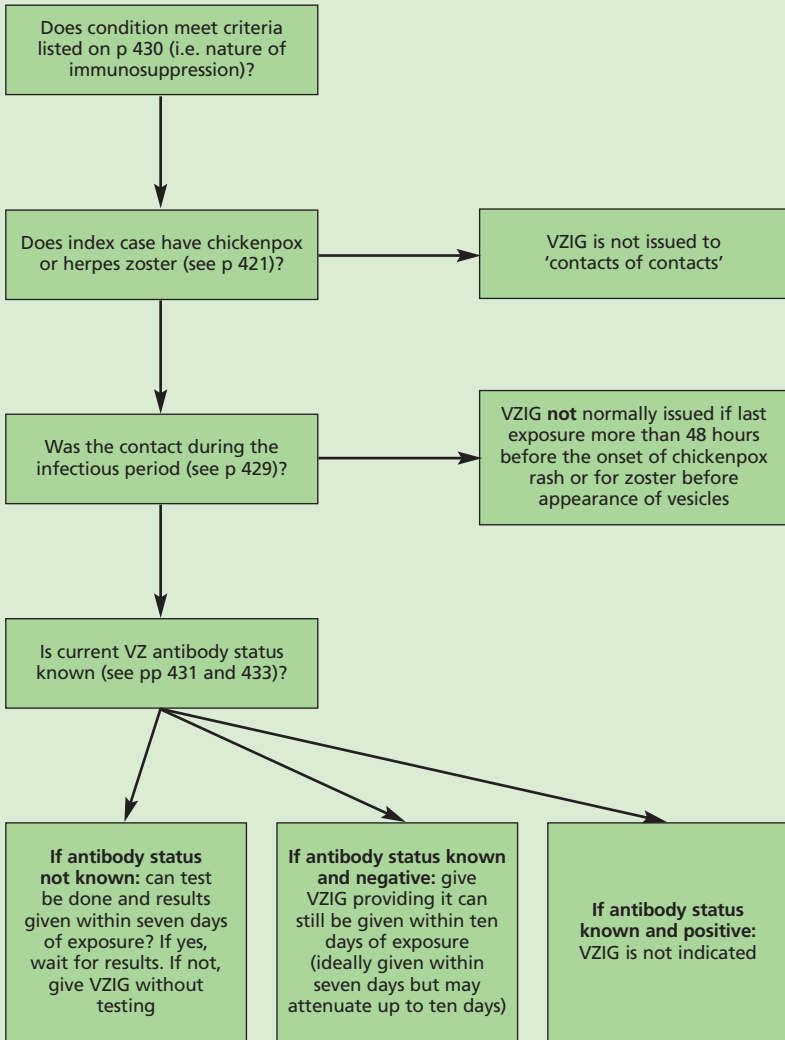 Does condition meet criteria
listed on p 430 (i.e. nature of
immunosuppression)?
Does index case have chickenpox
or herpes zoster (see p 421)?
VZIG is not issued to
‘contacts of contacts’
Was the contact during the
infectious period (see p 429)?
VZIG not normally issued if last
exposure more than 48 hours
before the onset of chickenpox
rash or for zoster before
appearance of vesicles
Is current VZ antibody status
known (see pp 431 and 433)?
If antibody status
not known: can test
be done and results
given within seven days
of exposure? If yes,
wait for results. If not,
give VZIG without
testing
If antibody status known
and negative: give
VZIG providing it can
still be given within ten
days of exposure
(ideally given within
seven days but may
attenuate up to ten days)
If antibody status
known and positive:
VZIG is not indicated